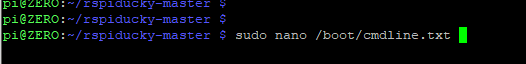 pi@ZERO:~/rspiducky-master $
pi@ZERO:~/rspiducky-master $
pi@ZERO:~/rspiducky-master $ sudo nano /boot/cmdline.txt